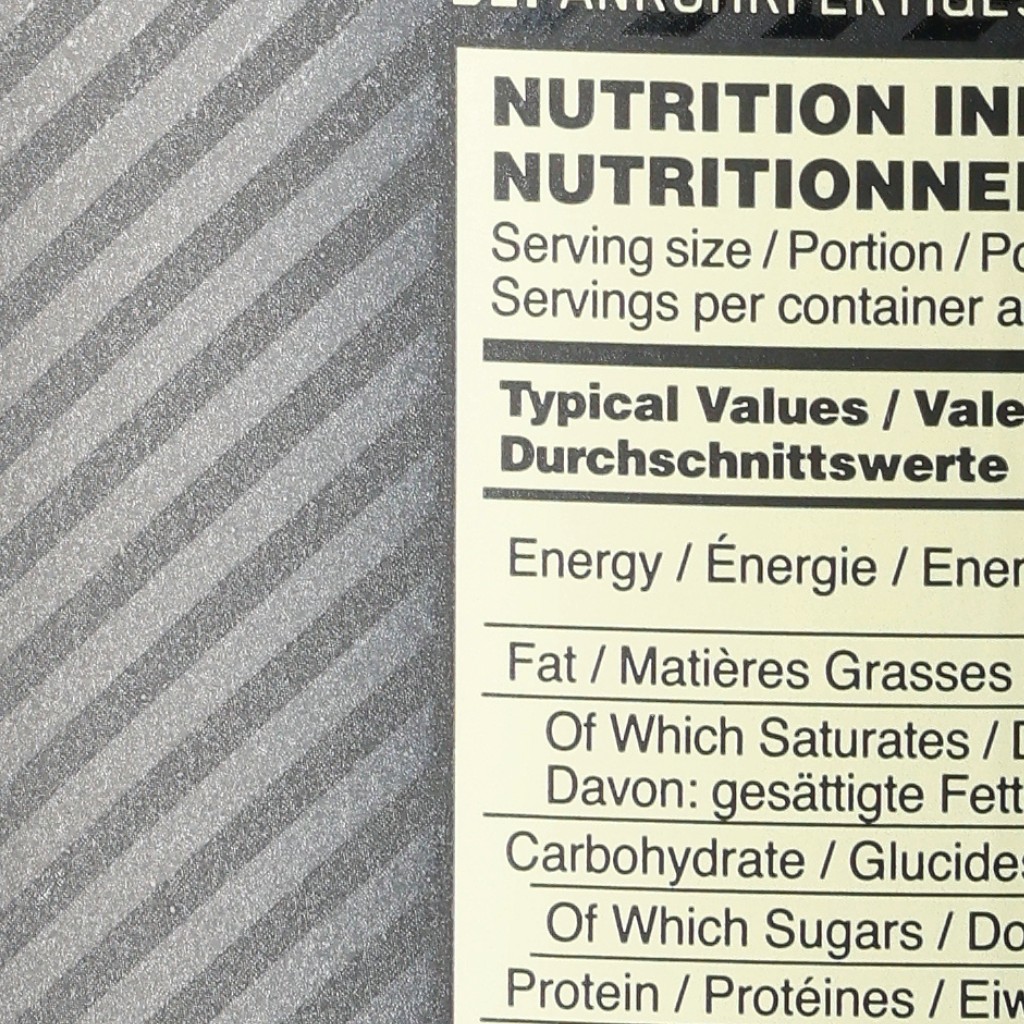 NUTRITION
NUTRITIONNE
Serving size / Portion /
Servings per container
Typical Values /
Durchschnittswerte
Energy / Énergie /
Fat / Matières Grasses
Of Which Saturates /
Davon: gesättigte
Carbohydrate / Glucides
Of Which Sugars /
Protein / Protéines /